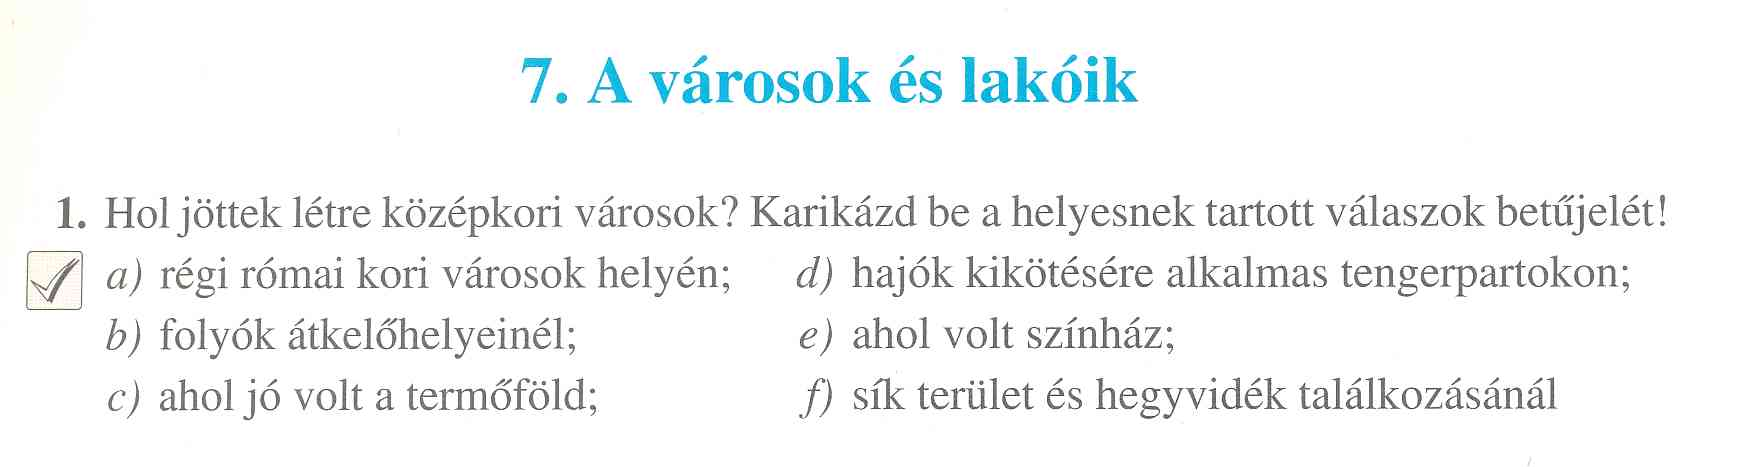 7. A városok és lakóik
1. Hol jöttek létre középkori városok? Karikázd be a helyesnek tartott válaszok betűjelét!
a) régi római kori városok helyén; d) hajók kikötésére alkalmas tengerpartokon;
b) folyók átkelőhelyeinél; e) ahol volt színház;
c) ahol jó volt a termőföld; f) sík terület és hegyvidék találkozásánál